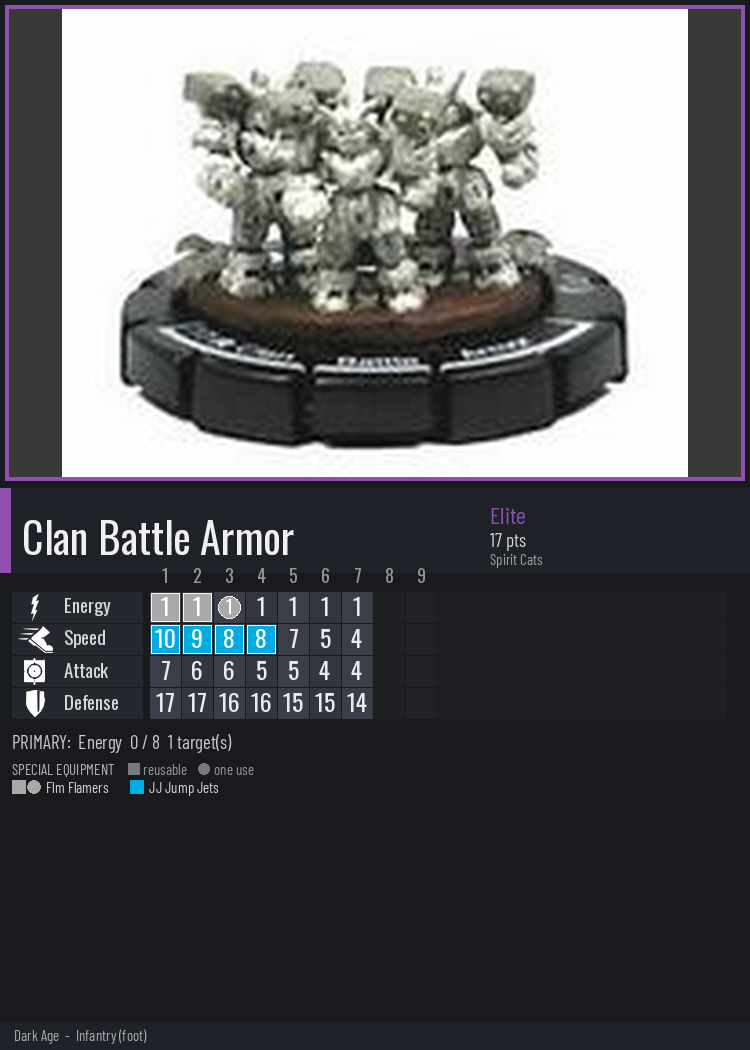 Clan Battle Armor
Elite
17 pts
Spirit Cats
1 2 3 4 5 6 7 8 9
Energy 1 1 1 1 1 1 1
Speed 10 9 8 8 7 5 4
Attack 7 6 6 5 5 4 4
Defense 17 17 16 16 15 15 14
PRIMARY: Energy 0 / 8 1 target(s)
SPECIAL EQUIPMENT reusable one use
Flm Flamers JJ Jump Jets
Dark Age - Infantry (foot)